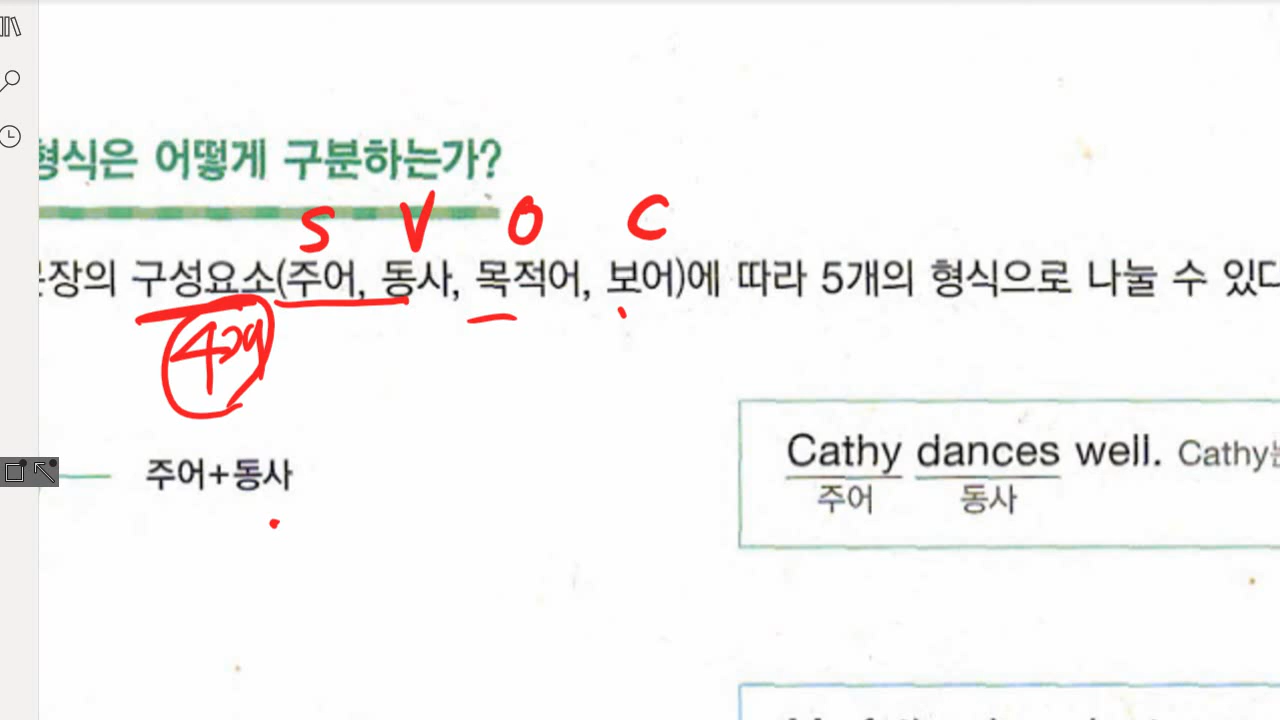 형식은 어떻게 구분하는가?
S V O C
문장의 구성요소(주어, 동사, 목적어, 보어)에 따라 5개의 형식으로 나눌 수 있다
4개
주어+동사
Cathy dances well. Cathy는
주어 동사